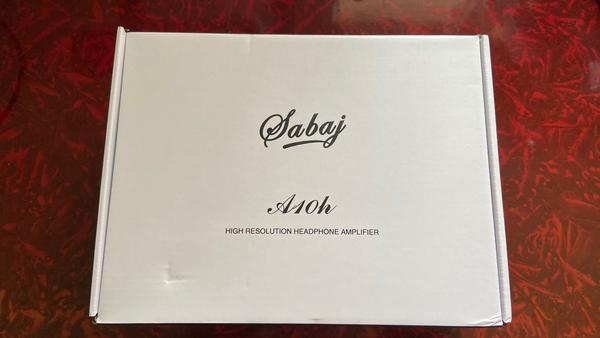 Sabaj
A10h
HIGH RESOLUTION HEADPHONE AMPLIFIER